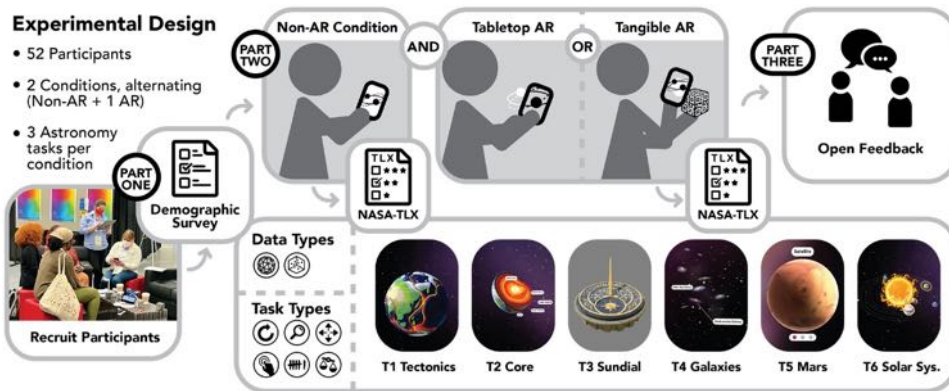 Experimental Design
• 52 Participants
• 2 Conditions, alternating
(Non-AR + 1 AR)
• 3 Astronomy
tasks per
condition
Recruit Participants
PART
ONE
Demographic
Survey
PART
TWO
Non-AR Condition
AND
Tabletop AR
OR
Tangible AR
TLX
NASA-TLX
TLX
NASA-TLX
PART
THREE
Open Feedback
Data Types
Task Types
T1 Tectonics
T2 Core
T3 Sundial
T4 Galaxies
Satellite
T5 Mars
T6 Solar Sys.